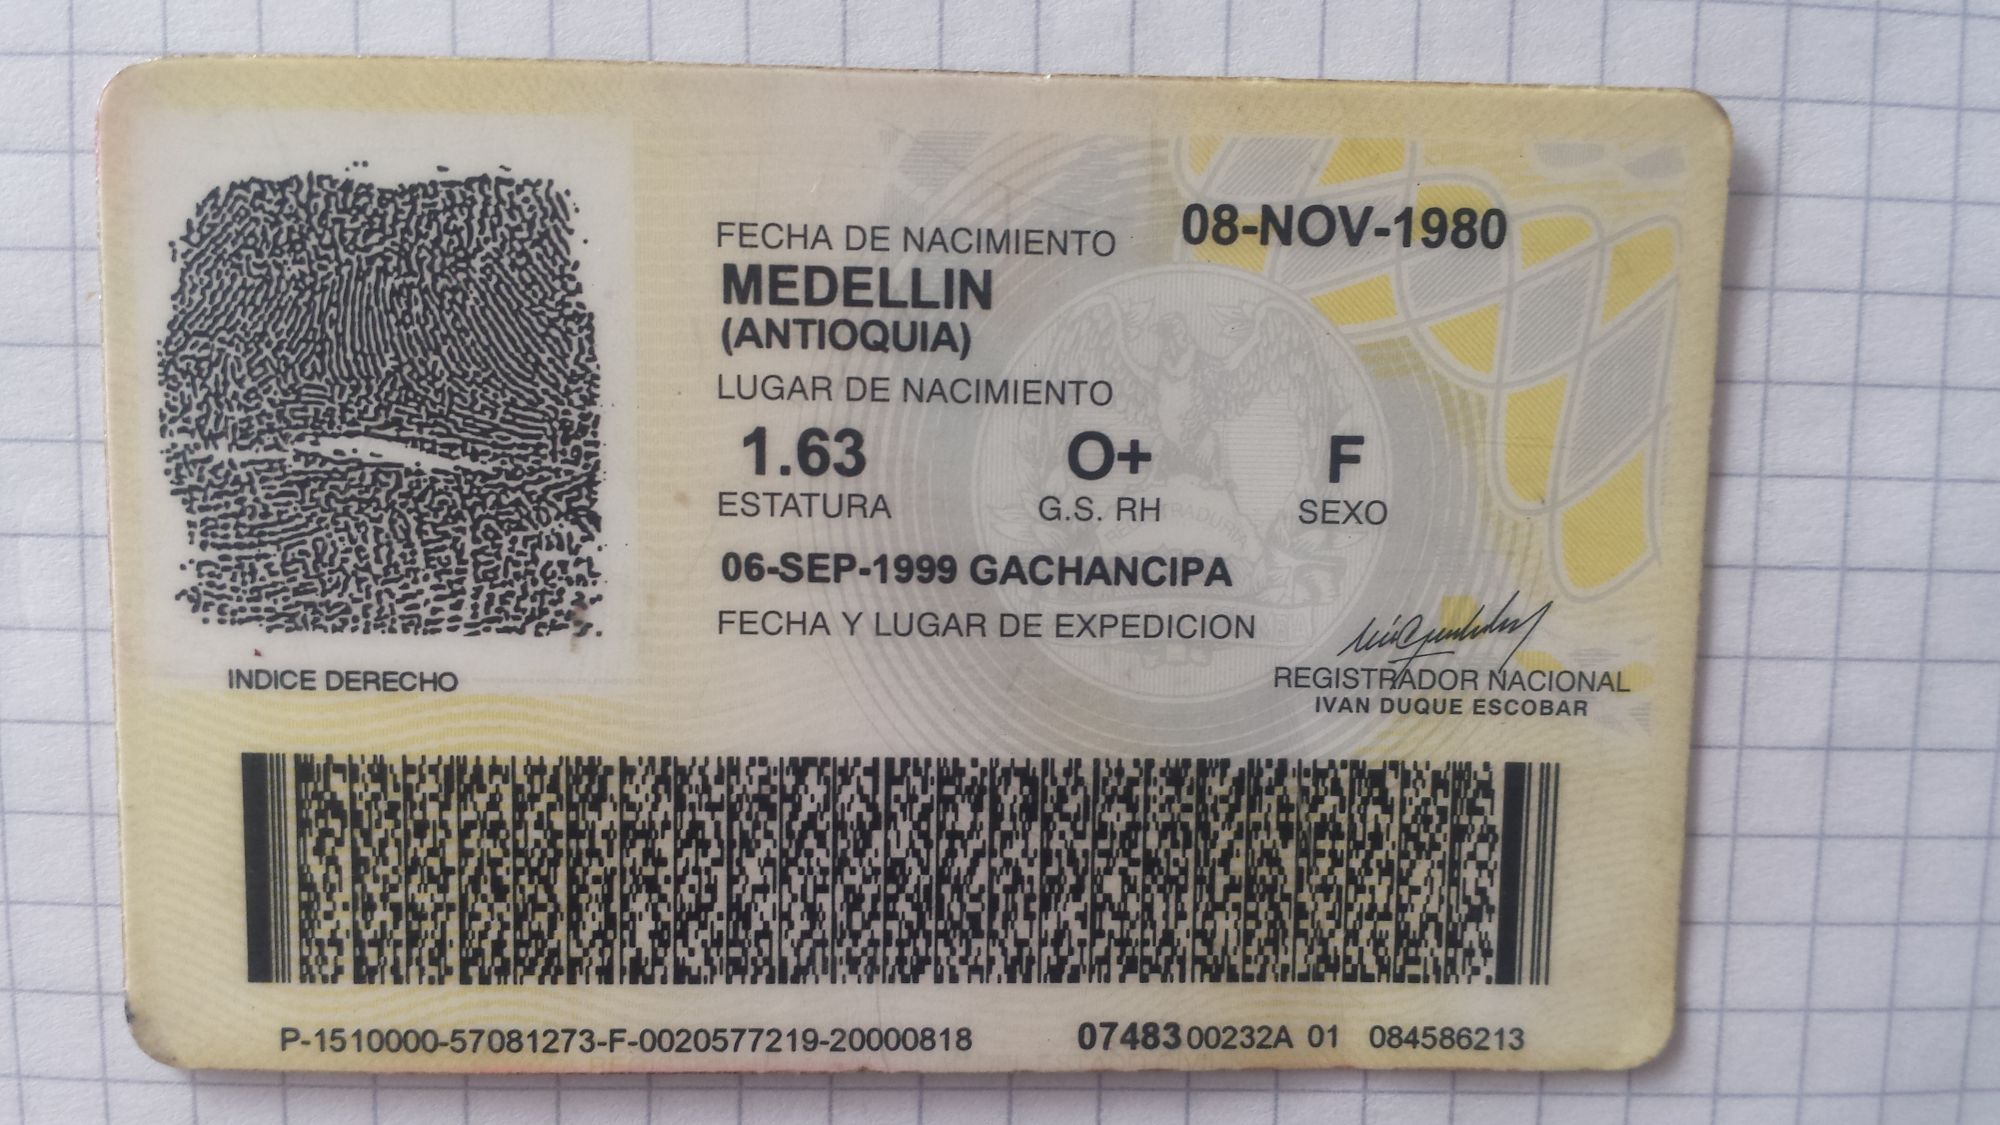 FECHA DE NACIMIENTO 08-NOV-1980
MEDELLIN
(ANTIOQUIA)
LUGAR DE NACIMIENTO
1.63 O+ F
ESTATURA G.S. RH SEXO
06-SEP-1999 GACHANCIPA
FECHA Y LUGAR DE EXPEDICION
INDICE DERECHO
REGISTRADOR NACIONAL
IVAN DUQUE ESCOBAR
P-1510000-57081273-F-0020577219-20000818 07483 00232A 01 084586213